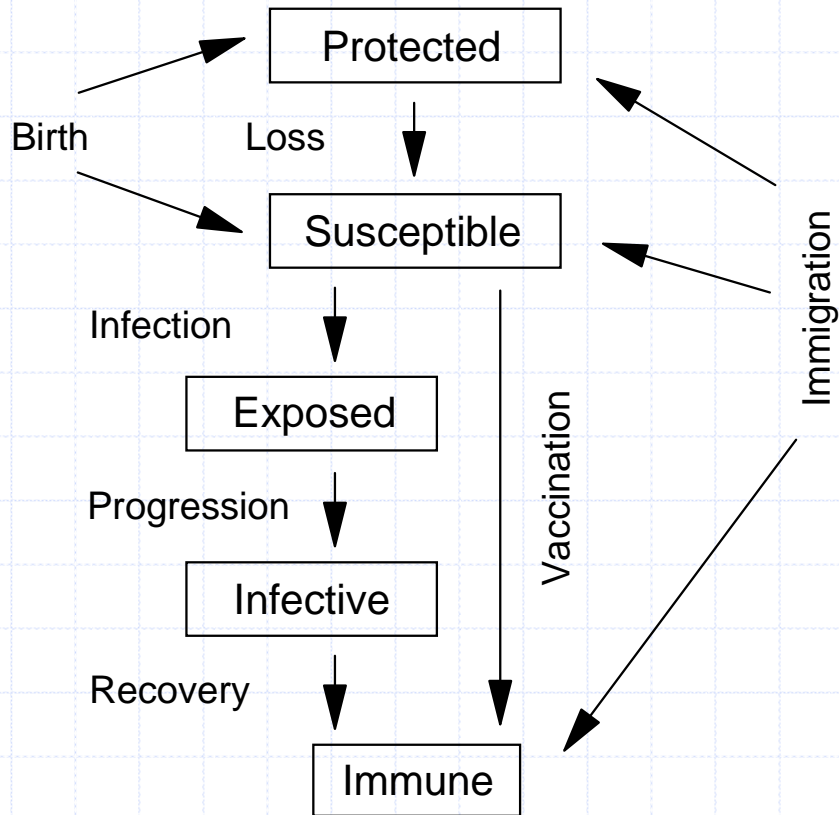 Protected
Birth
Loss
Susceptible
Immigration
Infection
Exposed
Vaccination
Progression
Infective
Recovery
Immune